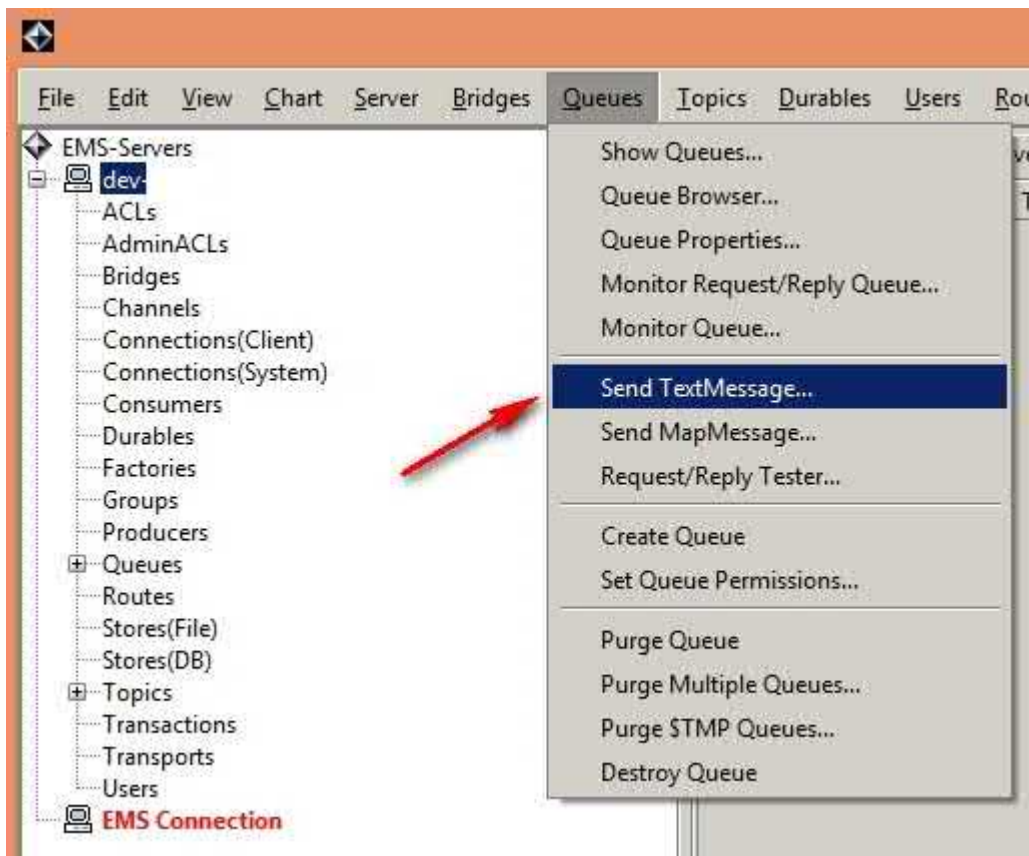 File Edit View Chart Server Bridges Queues Topics Durables Users
EMS-Servers
dev-
ACLs
AdminACLs
Bridges
Channels
Connections(Client)
Connections(System)
Consumers
Durables
Factories
Groups
Producers
Queues
Routes
Stores(File)
Stores(DB)
Topics
Transactions
Transports
Users
EMS Connection
Show Queues...
Queue Browser...
Queue Properties...
Monitor Request/Reply Queue...
Monitor Queue...
Send TextMessage...
Send MapMessage...
Request/Reply Tester...
Create Queue
Set Queue Permissions...
Purge Queue
Purge Multiple Queues...
Purge $TMP Queues...
Destroy Queue